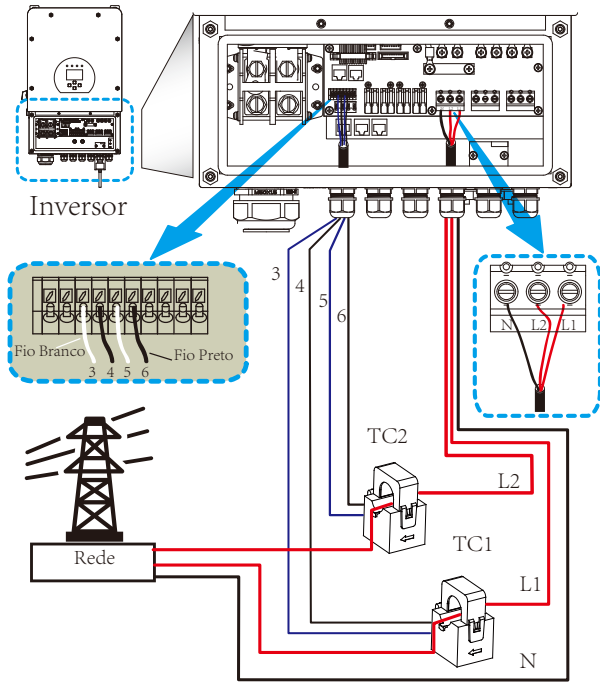 Inversor
3
4
5
6
Fio Branco
Fio Preto
3
4
5
6
N
L2
L1
TC2
L2
TC1
Rede
L1
N